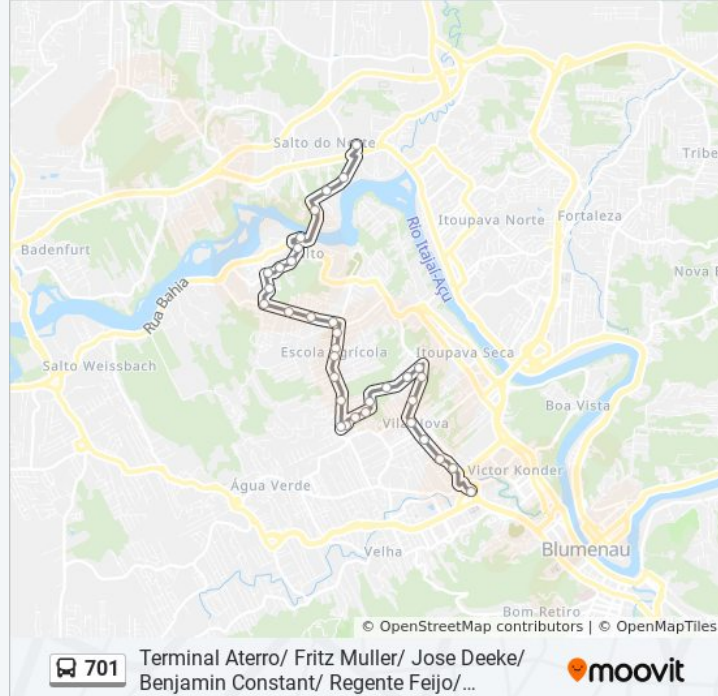 Salto do Norte
Tribe
Itoupava Norte
Fortaleza
Badenfurt
Rio Itajaí-Açu
Nova E
Rua Bahia
Escola Agrícola
Itoupava Seca
Salto Weissbach
Boa Vista
Vila Nova
Victor Konder
Água Verde
Velha
Blumenau
Bom Retiro
© OpenStreetMap contributors | © OpenMapTiles
701
Terminal Aterro/ Fritz Muller/ Jose Deeke/
Benjamin Constant/ Regente Feijo/…
moovit